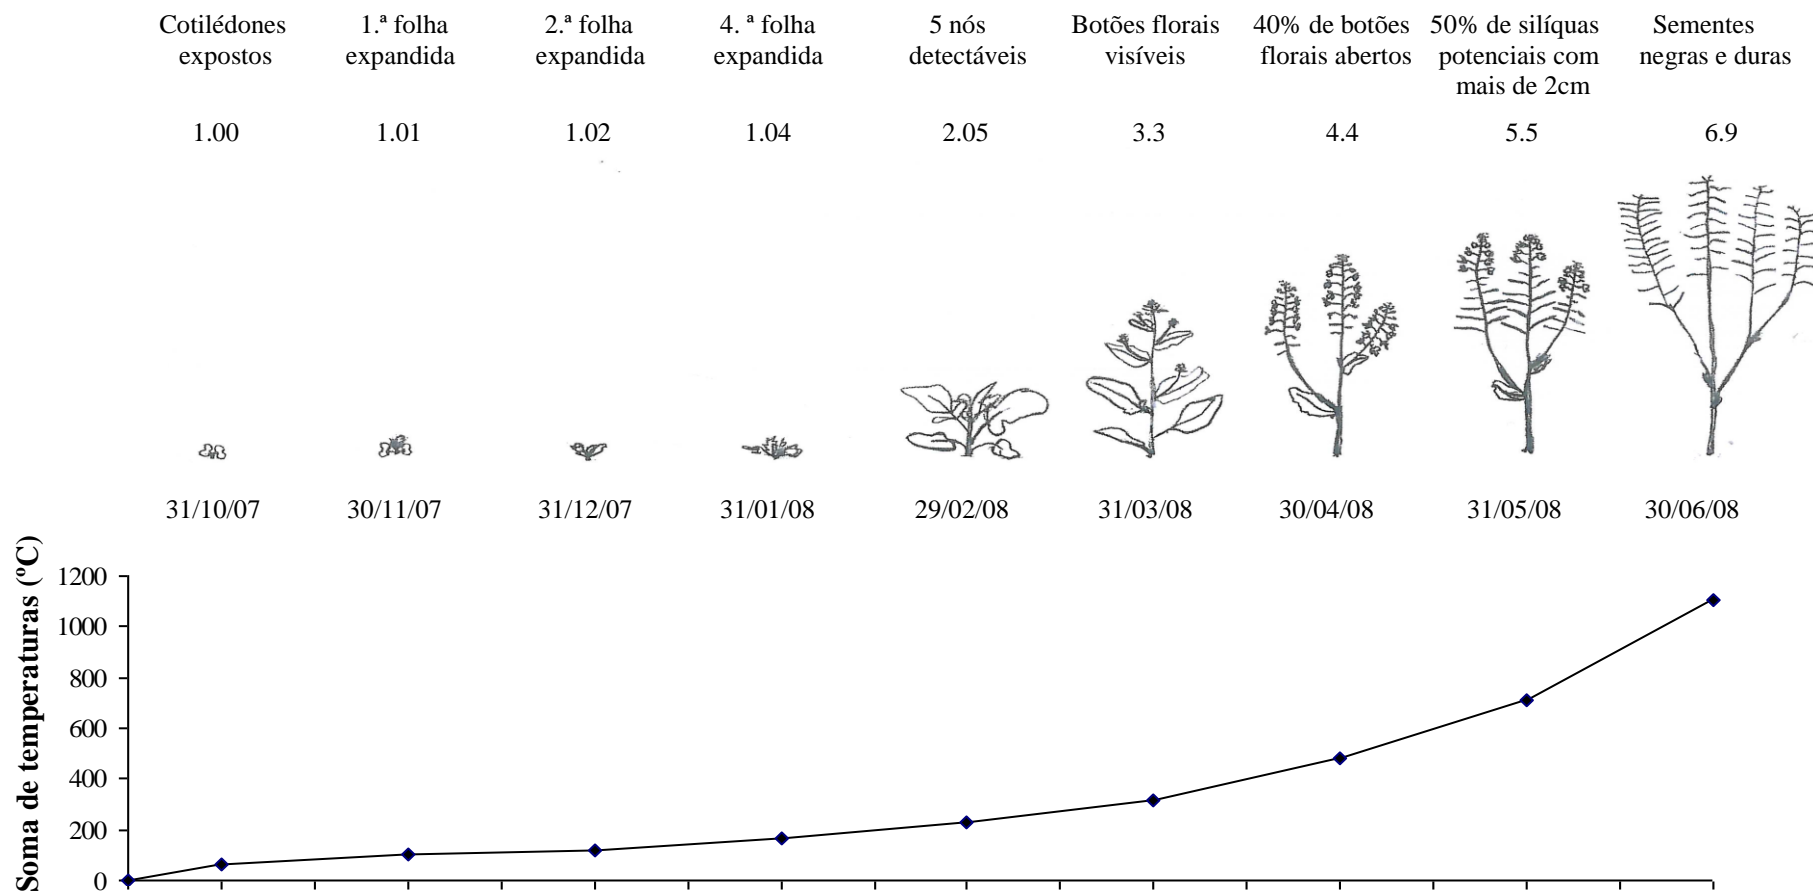 Cotilédones expostos
1.ª folha expandida
2.ª folha expandida
4. ª folha expandida
5 nós detectáveis
Botões florais visíveis
40% de botões florais abertos
50% de silíquas potenciais com mais de 2cm
Sementes negras e duras
1.00 1.01 1.02 1.04 2.05 3.3 4.4 5.5 6.9
31/10/07 30/11/07 31/12/07 31/01/08 29/02/08 31/03/08 30/04/08 31/05/08 30/06/08
Soma de temperaturas (ºC)
1200
1000
800
600
400
200
0